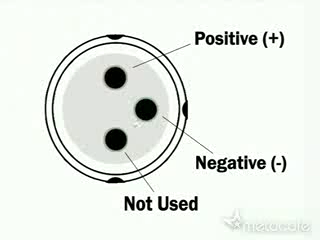 Positive (+)
Negative (-)
Not Used
metacafe